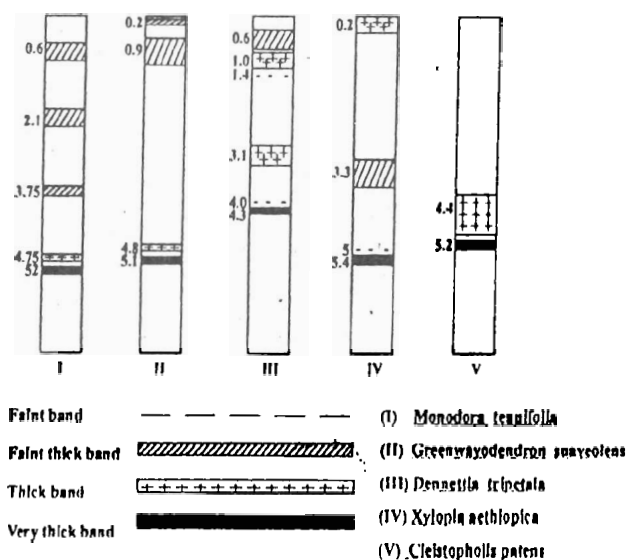 0.6
2.1
3.75
4.75
52
I
0.2
0.9
4.8
5.1
II
0.6
1.0
1.4
3.1
4.0
4.3
III
0.2
3.3
5
5.4
IV
4.4
5.2
V
Faint band
Faint thick band
Thick band
Very thick band
(I) Monodora tenuifolia
(II) Greenwayodendron suaveolens
(III) Dennettia tripetala
(IV) Xylopia aethiopica
(V) Cleistopholis patens